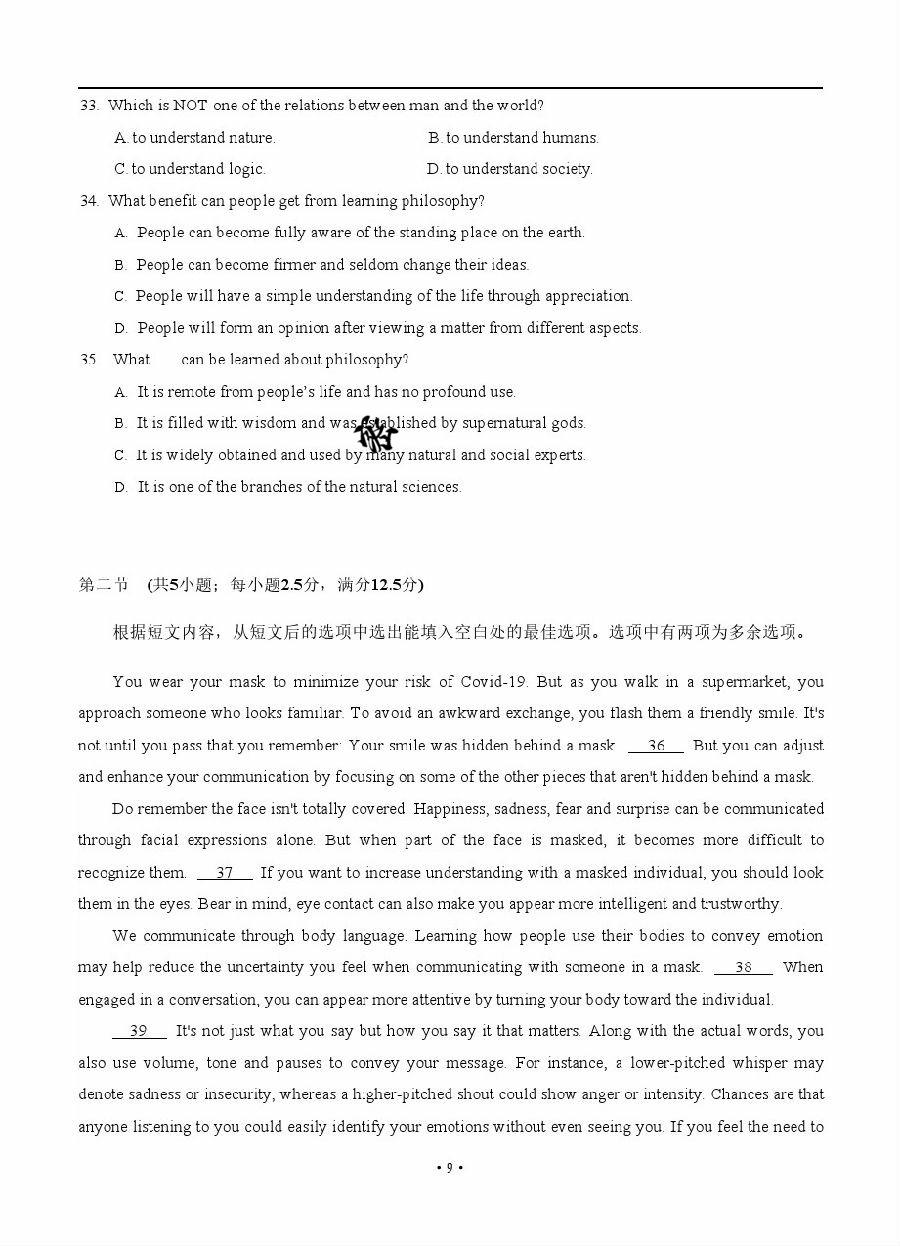 33. Which is NOT one of the relations between man and the world?
A. to understand nature. B. to understand humans.
C. to understand logic. D. to understand society.
34. What benefit can people get from learning philosophy?
A. People can become fully aware of the standing place on the earth.
B. People can become firmer and seldom change their ideas.
C. People will have a simple understanding of the life through appreciation.
D. People will form an opinion after viewing a matter from different aspects.
35 What can be learned about philosophy?
A. It is remote from people's life and has no profound use.
B. It is filled with wisdom and was established by supernatural gods.
C. It is widely obtained and used by many natural and social experts.
D. It is one of the branches of the natural sciences.
第二节 (共5小题；每小题2.5分，满分12.5分)
根据短文内容，从短文后的选项中选出能填入空白处的最佳选项。选项中有两项为多余选项。
You wear your mask to minimize your risk of Covid-19. But as you walk in a supermarket, you
approach someone who looks familiar. To avoid an awkward exchange, you flash them a friendly smile. It's
not until you pass that you remember: Your smile was hidden behind a mask 36 But you can adjust
and enhance your communication by focusing on some of the other pieces that aren't hidden behind a mask.
Do remember the face isn't totally covered. Happiness, sadness, fear and surprise can be communicated
through facial expressions alone. But when part of the face is masked, it becomes more difficult to
recognize them. 37 If you want to increase understanding with a masked individual, you should look
them in the eyes. Bear in mind, eye contact can also make you appear more intelligent and trustworthy.
We communicate through body language. Learning how people use their bodies to convey emotion
may help reduce the uncertainty you feel when communicating with someone in a mask. 38 When
engaged in a conversation, you can appear more attentive by turning your body toward the individual.
39 It's not just what you say but how you say it that matters. Along with the actual words, you
also use volume, tone and pauses to convey your message. For instance, a lower-pitched whisper may
denote sadness or insecurity, whereas a higher-pitched shout could show anger or intensity. Chances are that
anyone listening to you could easily identify your emotions without even seeing you. If you feel the need to
• 9 •